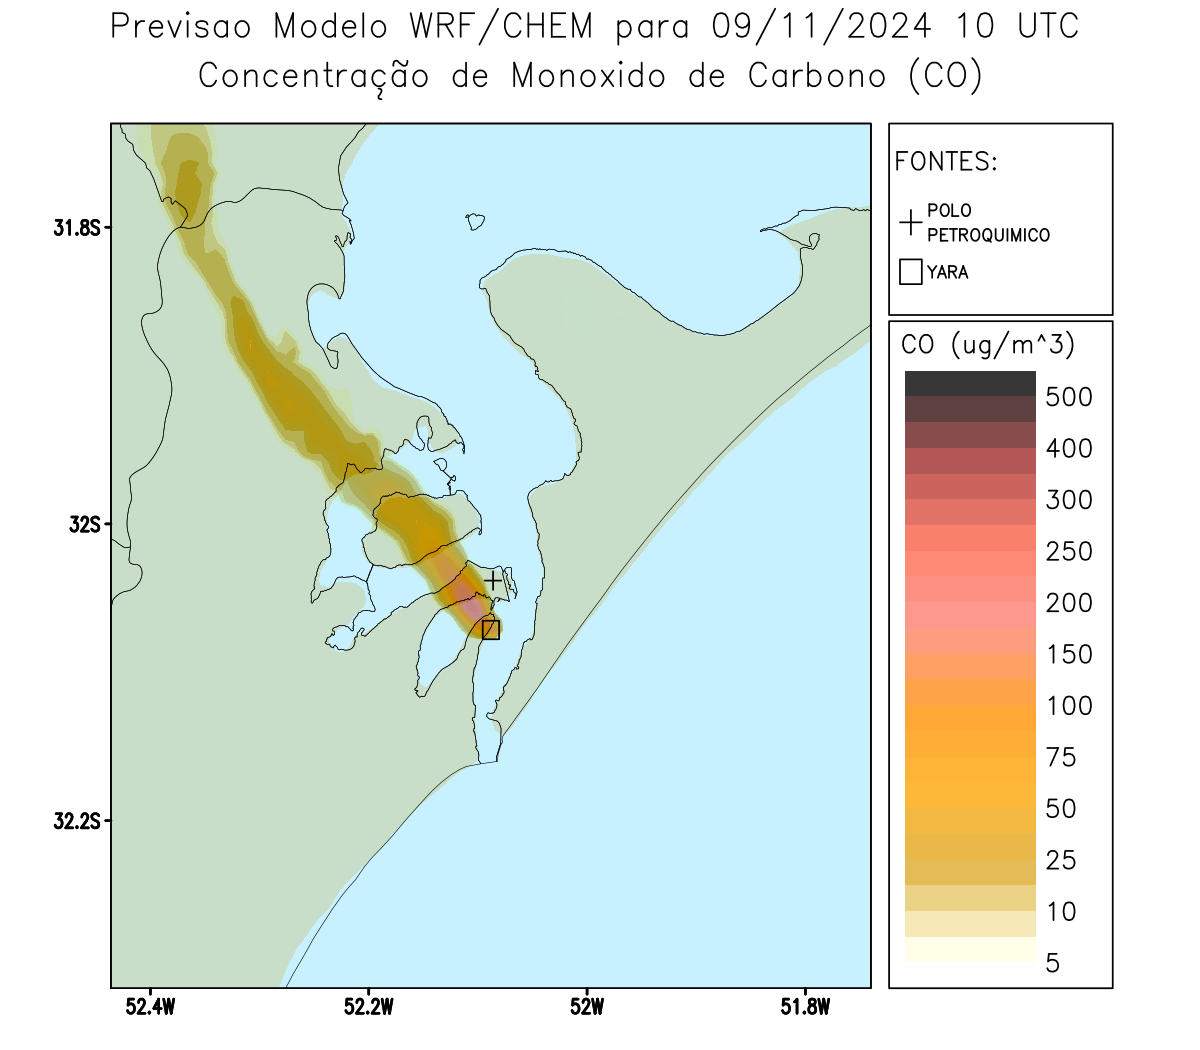 Previsao Modelo WRF/CHEM para 09/11/2024 10 UTC
Concentração de Monoxido de Carbono (CO)
FONTES:
POLO
PETROQUIMICO
YARA
CO (ug/m^3)
500
400
300
250
200
150
100
75
50
25
10
5
31.8S
32S
32.2S
52.4W
52.2W
52W
51.8W